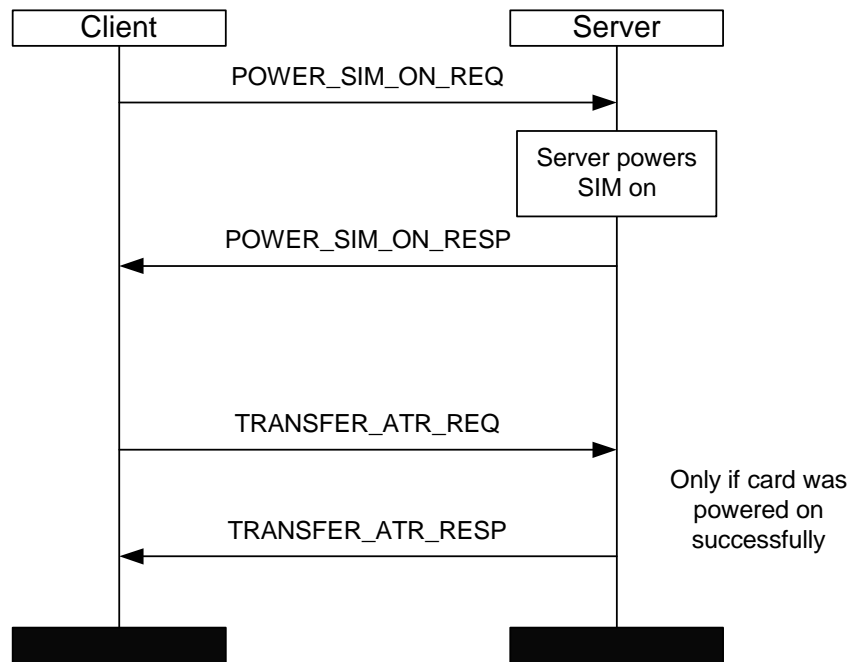 Client
Server
POWER_SIM_ON_REQ
Server powers
SIM on
POWER_SIM_ON_RESP
TRANSFER_ATR_REQ
Only if card was
powered on
successfully
TRANSFER_ATR_RESP